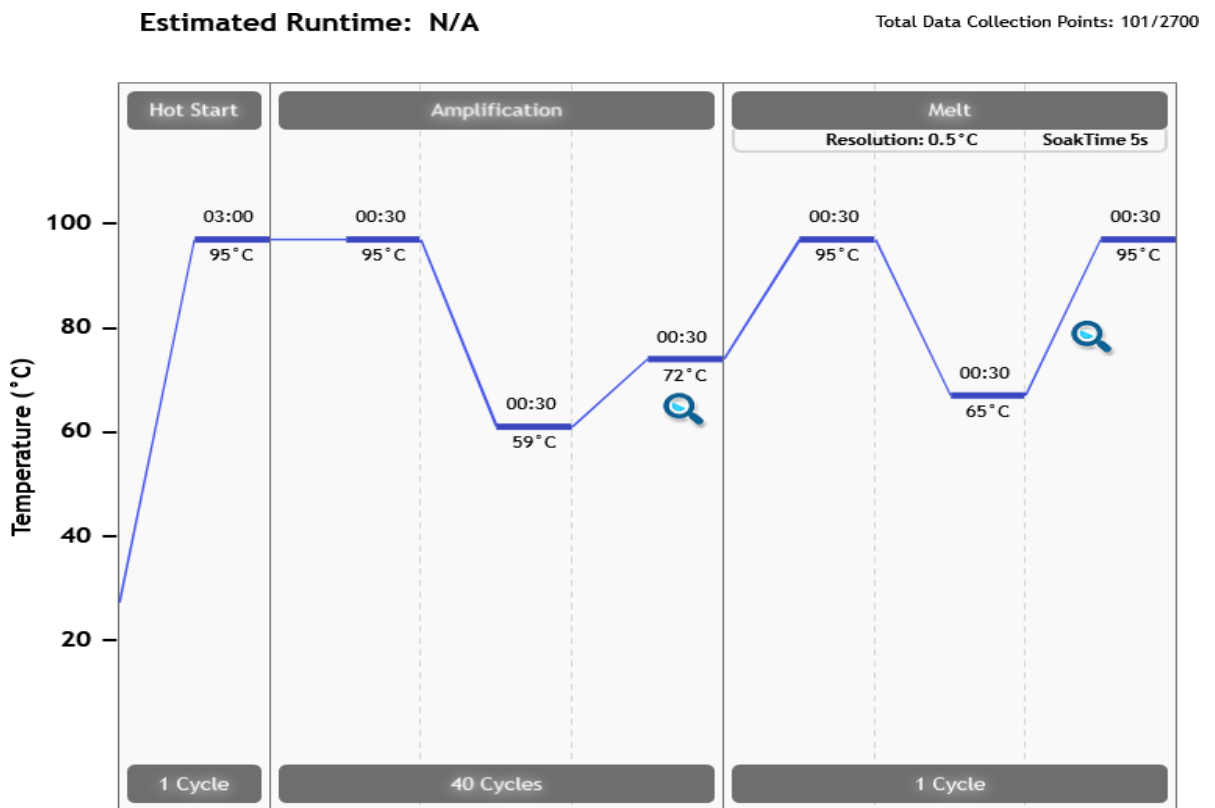 Estimated Runtime: N/A
Total Data Collection Points: 101/2700
Hot Start
Amplification
Melt
Resolution: 0.5°C SoakTime 5s
03:00
95°C
00:30
95°C
00:30
59°C
00:30
72°C
00:30
95°C
00:30
65°C
00:30
95°C
Temperature (°C)
100
80
60
40
20
1 Cycle
40 Cycles
1 Cycle